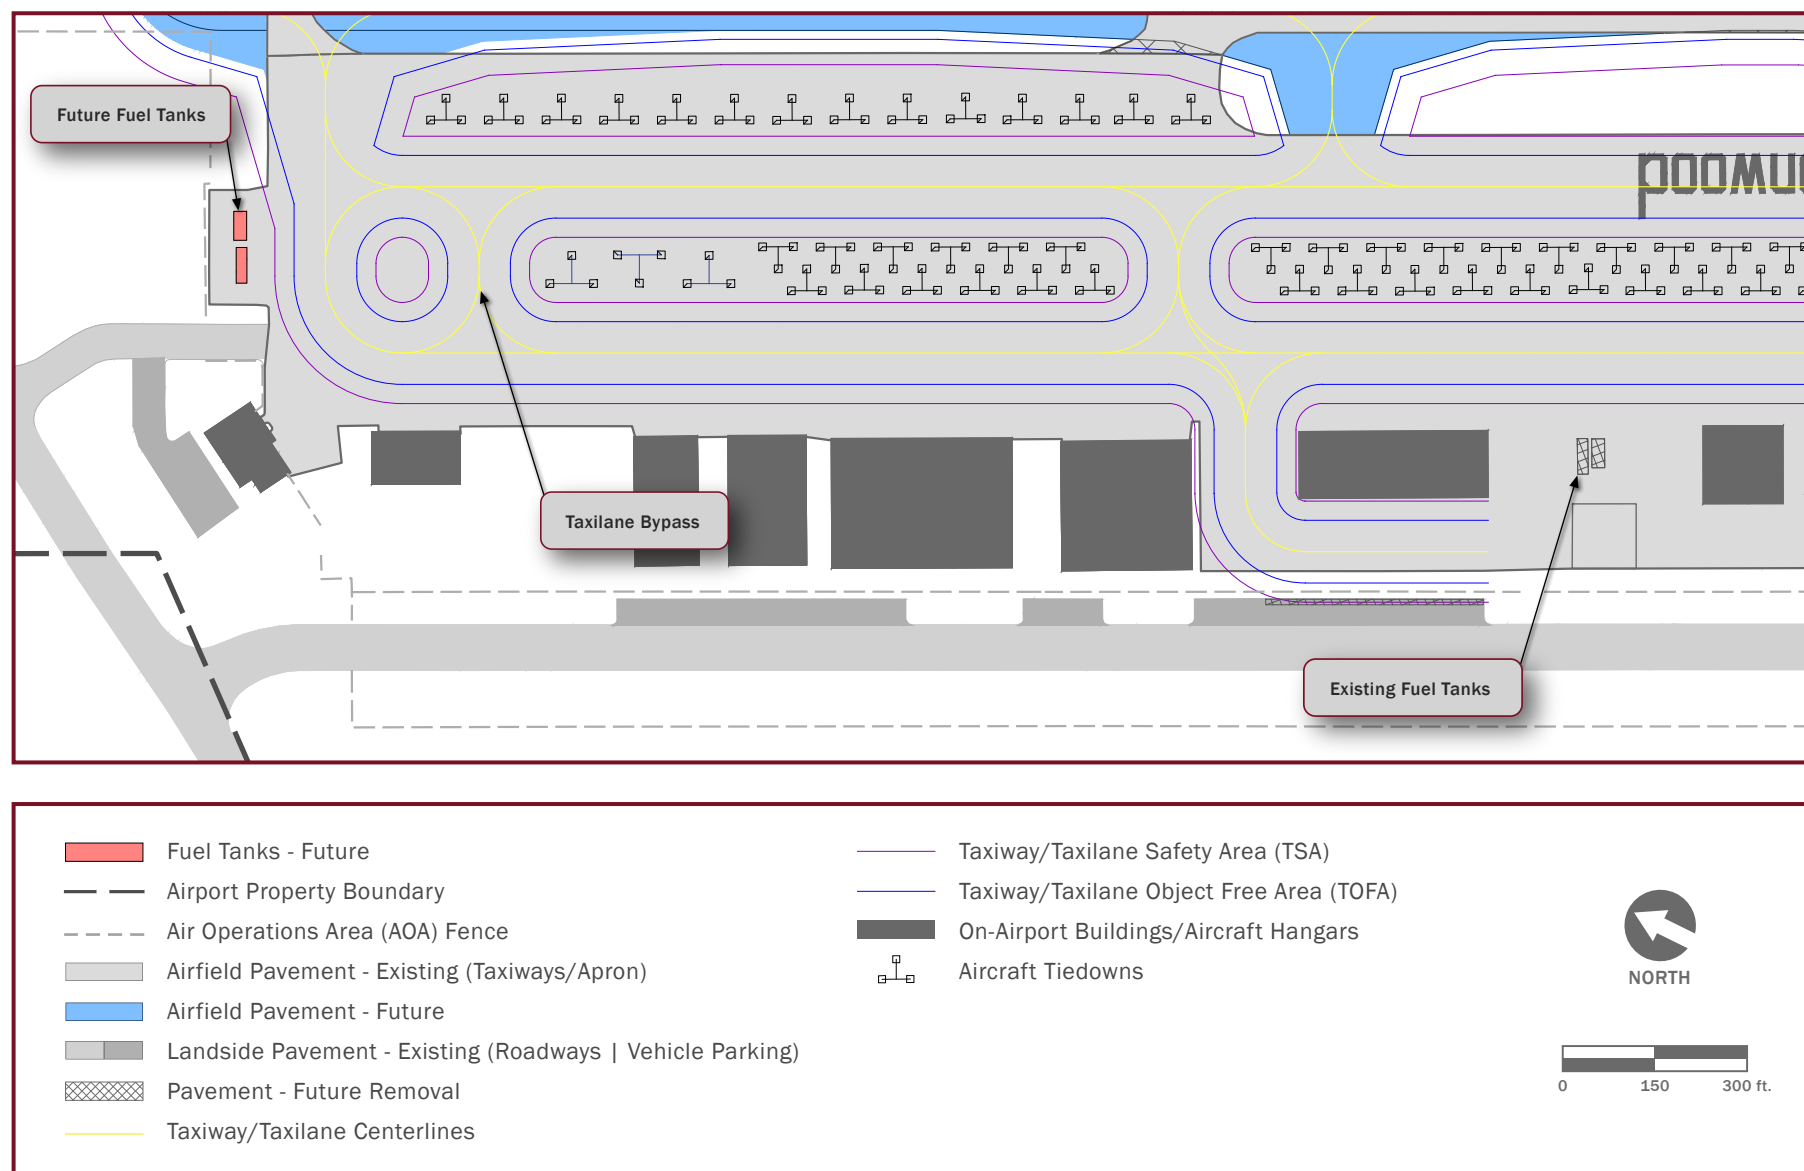 Future Fuel Tanks
Taxilane Bypass
Existing Fuel Tanks
Fuel Tanks - Future
Airport Property Boundary
Air Operations Area (AOA) Fence
Airfield Pavement - Existing (Taxiways/Apron)
Airfield Pavement - Future
Landside Pavement - Existing (Roadways | Vehicle Parking)
Pavement - Future Removal
Taxiway/Taxilane Centerlines
Taxiway/Taxilane Safety Area (TSA)
Taxiway/Taxilane Object Free Area (TOFA)
On-Airport Buildings/Aircraft Hangars
Aircraft Tiedowns
NORTH
0 150 300 ft.